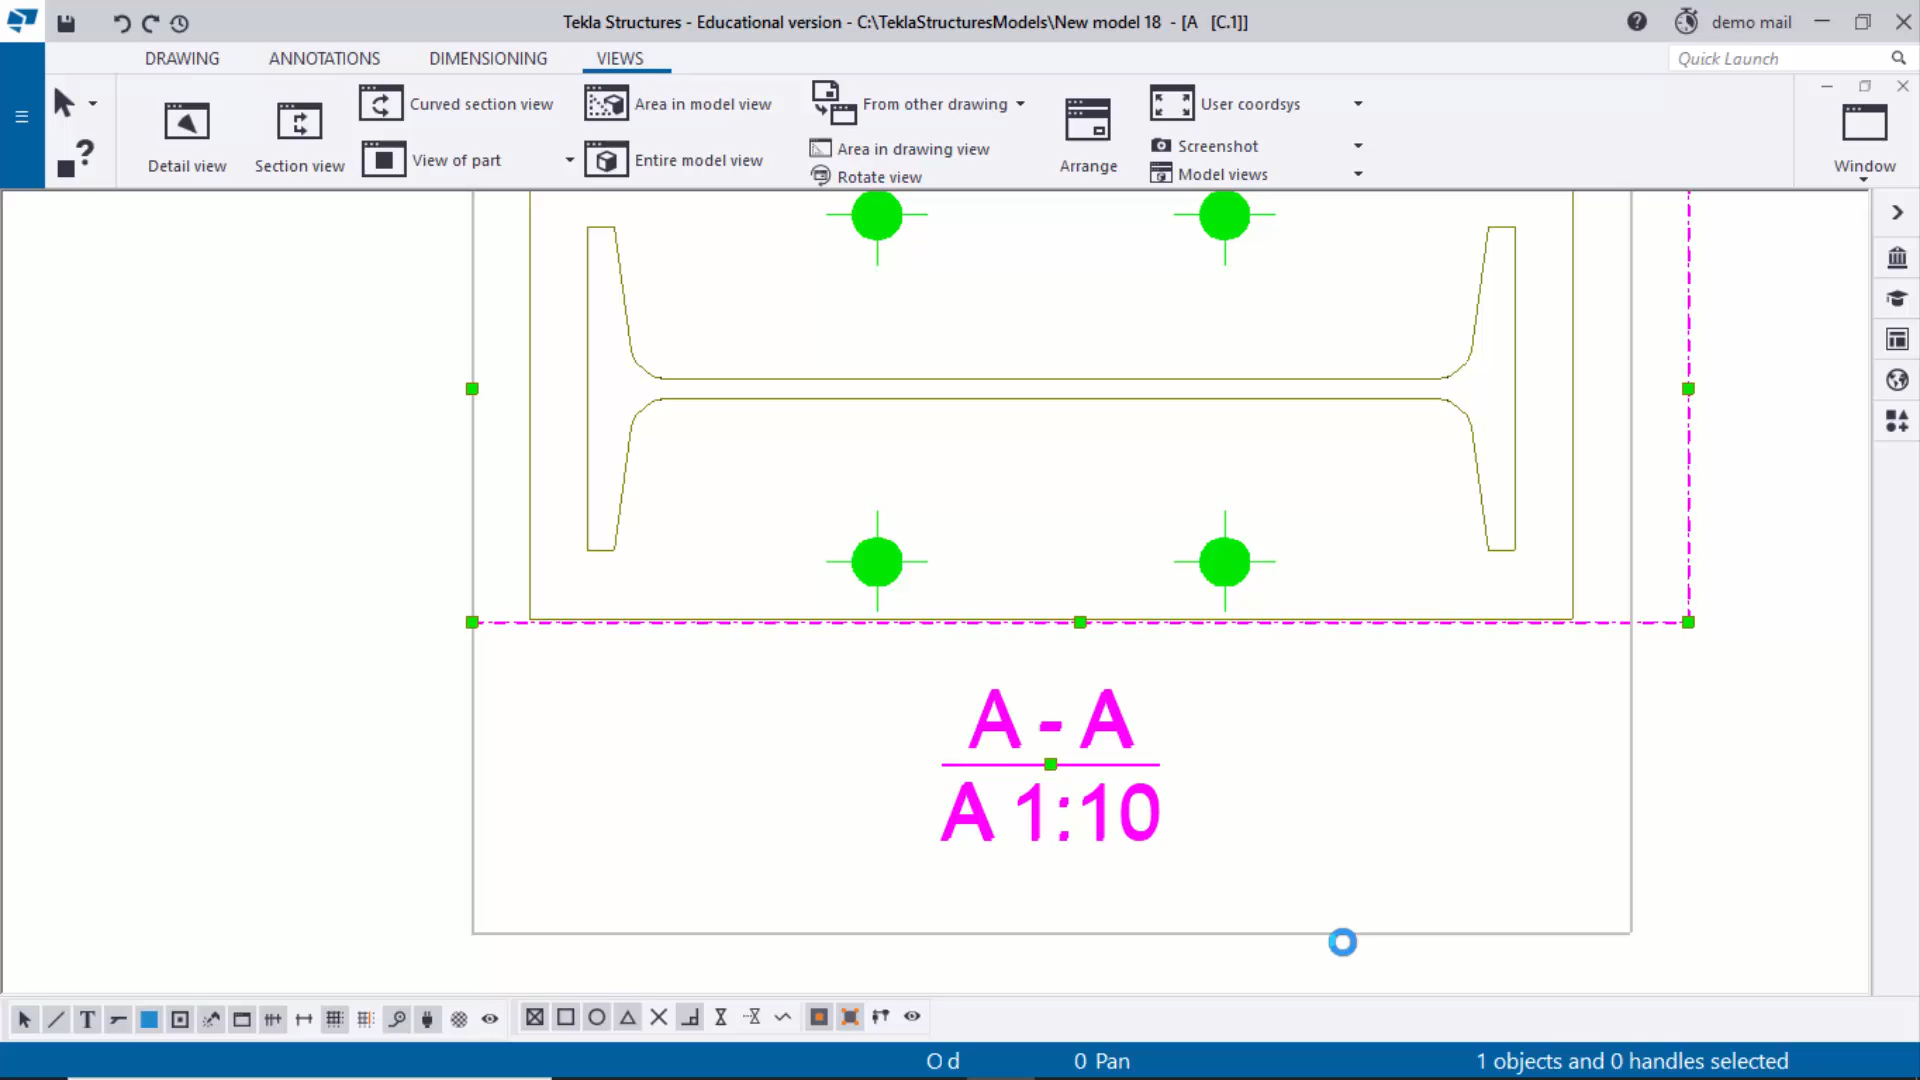 Tekla Structures - Educational version - C:\TeklaStructuresModels\New model 18 - [A [C.1]]
demo mail
DRAWING
ANNOTATIONS
DIMENSIONING
VIEWS
Quick Launch
Detail view
Section view
Curved section view
View of part
Area in model view
Entire model view
From other drawing
Area in drawing view
Rotate view
Arrange
User coordsys
Screenshot
Model views
Window
A - A
A 1:10
O d
0 Pan
1 objects and 0 handles selected